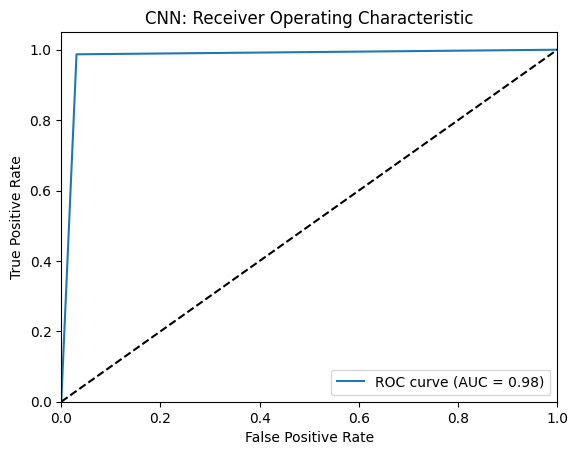 CNN: Receiver Operating Characteristic
True Positive Rate
1.0
0.8
0.6
0.4
0.2
0.0
ROC curve (AUC = 0.98)
0.0 0.2 0.4 0.6 0.8 1.0
False Positive Rate